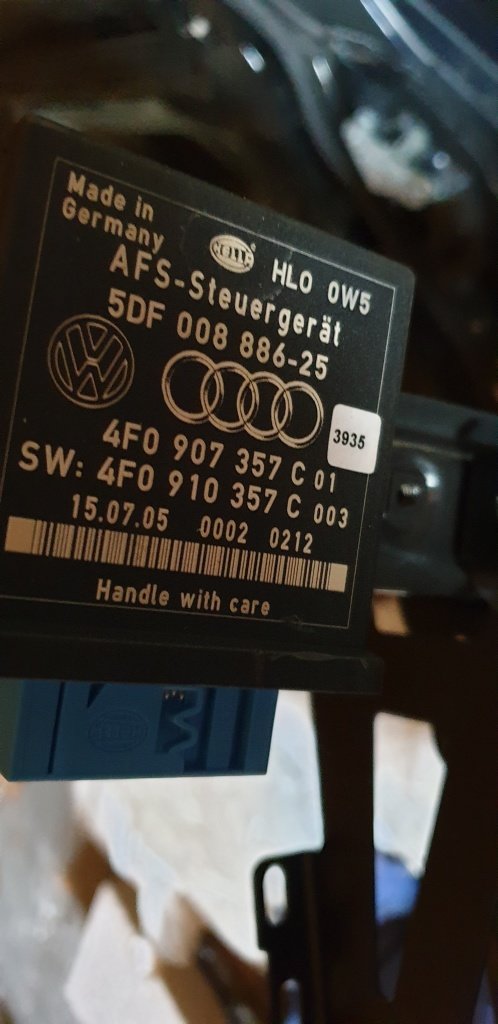 Made in
Germany
HELLA
HLO 0W5
AFS-Steuergerät
5DF 008 886-25
3935
4F0 907 357 C 01
SW: 4F0 910 357 C 003
15.07.05 0002 0212
Handle with care